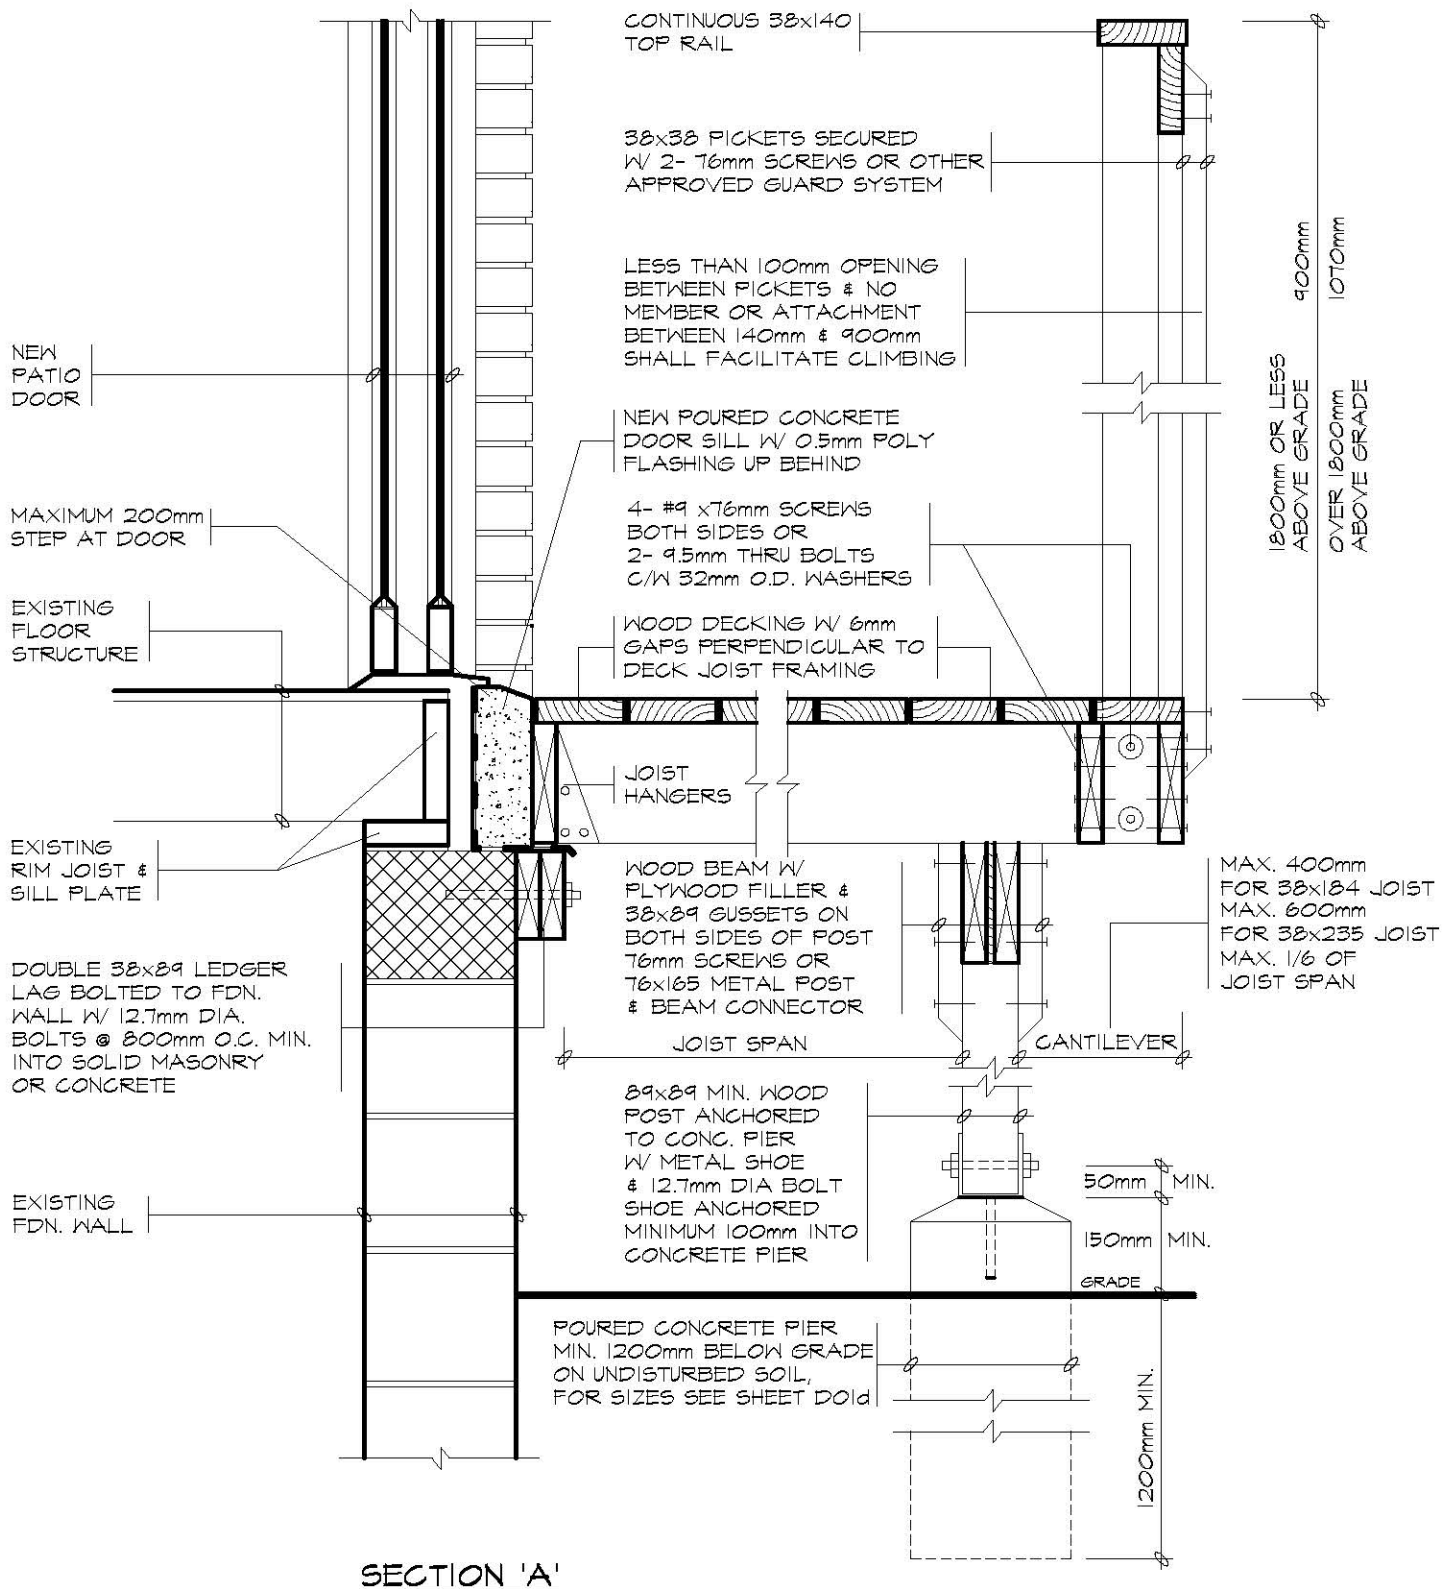 CONTINUOUS 38x140
TOP RAIL
38x38 PICKETS SECURED
W/ 2- 76mm SCREWS OR OTHER
APPROVED GUARD SYSTEM
LESS THAN 100mm OPENING
BETWEEN PICKETS & NO
MEMBER OR ATTACHMENT
BETWEEN 140mm & 900mm
SHALL FACILITATE CLIMBING
NEW
PATIO
DOOR
NEW POURED CONCRETE
DOOR SILL W/ 0.5mm POLY
FLASHING UP BEHIND
MAXIMUM 200mm
STEP AT DOOR
4- #9 x76mm SCREWS
BOTH SIDES OR
2- 9.5mm THRU BOLTS
C/W 32mm O.D. WASHERS
EXISTING
FLOOR
STRUCTURE
WOOD DECKING W/ 6mm
GAPS PERPENDICULAR TO
DECK JOIST FRAMING
900mm
1070mm
1800mm OR LESS
ABOVE GRADE
OVER 1800mm
ABOVE GRADE
JOIST
HANGERS
EXISTING
RIM JOIST &
SILL PLATE
WOOD BEAM W/
PLYWOOD FILLER &
38x89 GUSSETS ON
BOTH SIDES OF POST
76mm SCREWS OR
76x165 METAL POST
& BEAM CONNECTOR
MAX. 400mm
FOR 38x184 JOIST
MAX. 600mm
FOR 38x235 JOIST
MAX. 1/6 OF
JOIST SPAN
DOUBLE 38x89 LEDGER
LAG BOLTED TO FDN.
WALL W/ 12.7mm DIA.
BOLTS @ 800mm O.C. MIN.
INTO SOLID MASONRY
OR CONCRETE
JOIST SPAN
CANTILEVER
89x89 MIN. WOOD
POST ANCHORED
TO CONC. PIER
W/ METAL SHOE
& 12.7mm DIA BOLT
SHOE ANCHORED
MINIMUM 100mm INTO
CONCRETE PIER
50mm MIN.
EXISTING
FDN. WALL
150mm MIN.
GRADE
POURED CONCRETE PIER
MIN. 1200mm BELOW GRADE
ON UNDISTURBED SOIL,
FOR SIZES SEE SHEET D01d
1200mm MIN.
SECTION 'A'